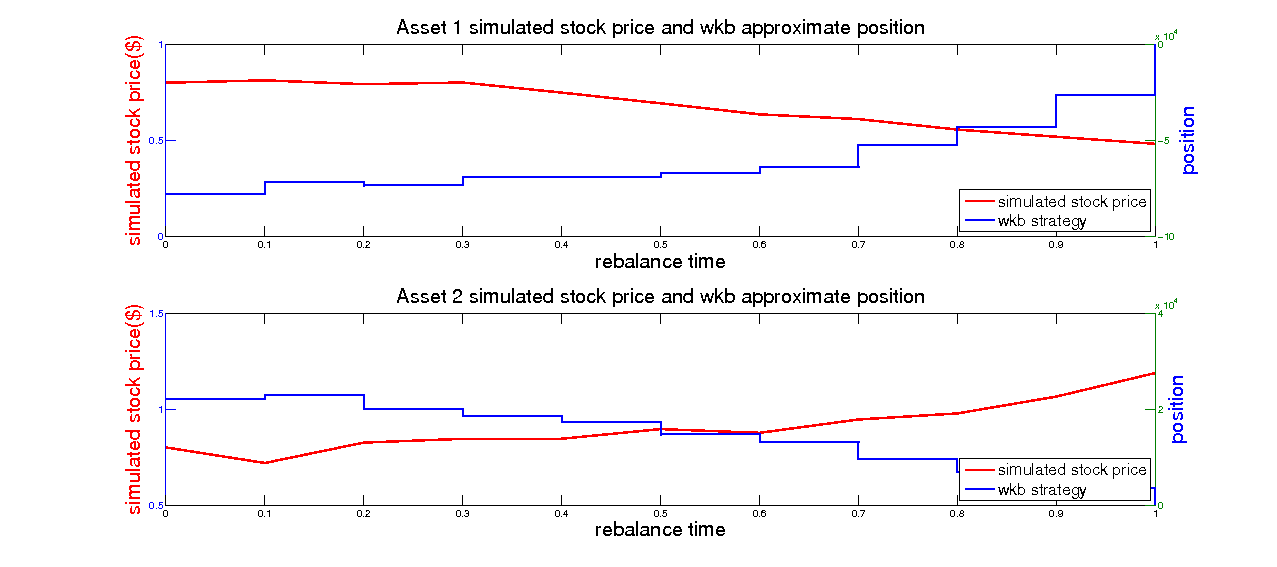 Asset 1 simulated stock price and wkb approximate position
x 10^4
simulated stock price($)
1
0.5
0
0
-5
-10
position
simulated stock price
wkb strategy
0 0.1 0.2 0.3 0.4 0.5 0.6 0.7 0.8 0.9 1
rebalance time
Asset 2 simulated stock price and wkb approximate position
x 10^4
simulated stock price($)
1.5
1
0.5
4
2
0
position
simulated stock price
wkb strategy
0 0.1 0.2 0.3 0.4 0.5 0.6 0.7 0.8 0.9 1
rebalance time